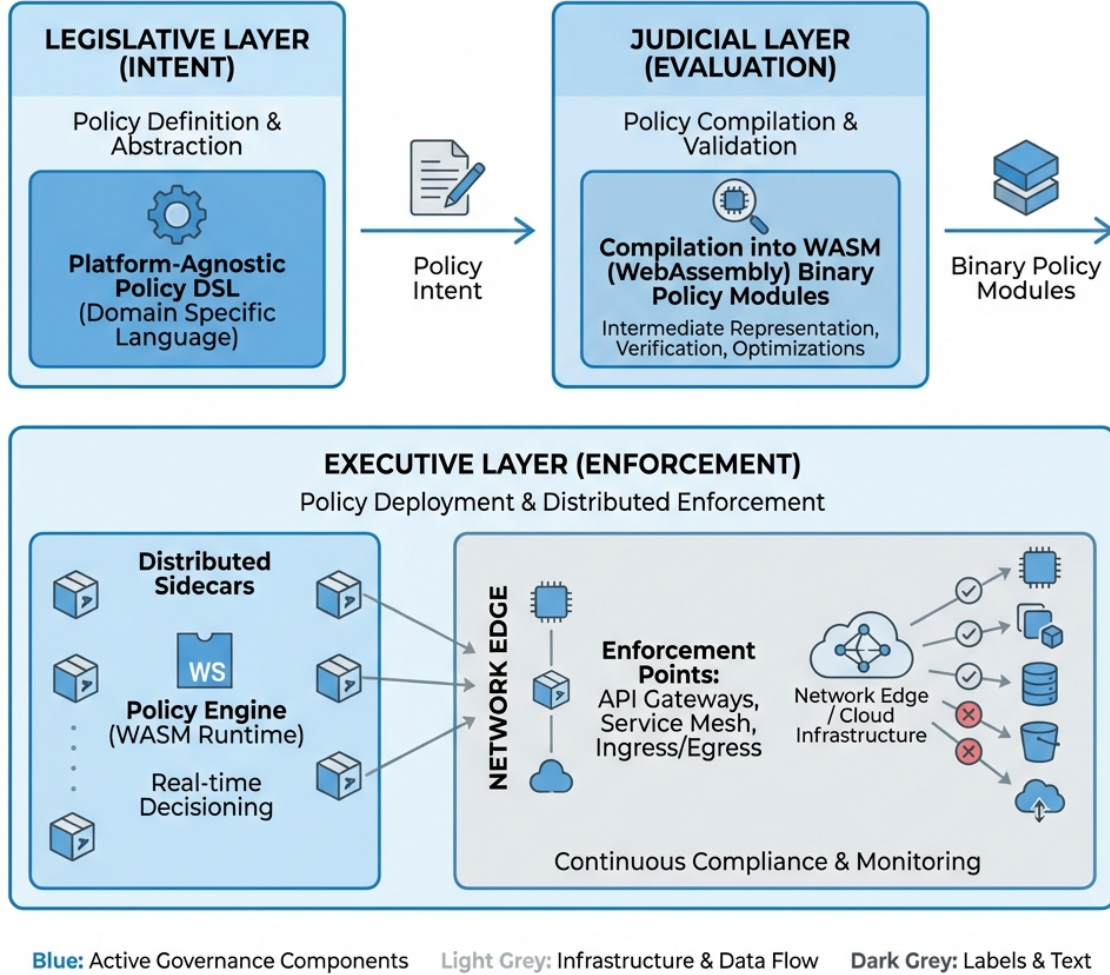 LEGISLATIVE LAYER
(INTENT)
Policy Definition &
Abstraction
Platform-Agnostic
Policy DSL
(Domain Specific
Language)
Policy
Intent
JUDICIAL LAYER
(EVALUATION)
Policy Compilation &
Validation
Compilation into WASM
(WebAssembly) Binary
Policy Modules
Intermediate Representation,
Verification, Optimizations
Binary Policy
Modules
EXECUTIVE LAYER (ENFORCEMENT)
Policy Deployment & Distributed Enforcement
Distributed
Sidecars
WS
Policy Engine
(WASM Runtime)
Real-time
Decisioning
NETWORK EDGE
Enforcement
Points:
API Gateways,
Service Mesh,
Ingress/Egress
Network Edge
/ Cloud
Infrastructure
Continuous Compliance & Monitoring
Blue: Active Governance Components Light Grey: Infrastructure & Data Flow Dark Grey: Labels & Text